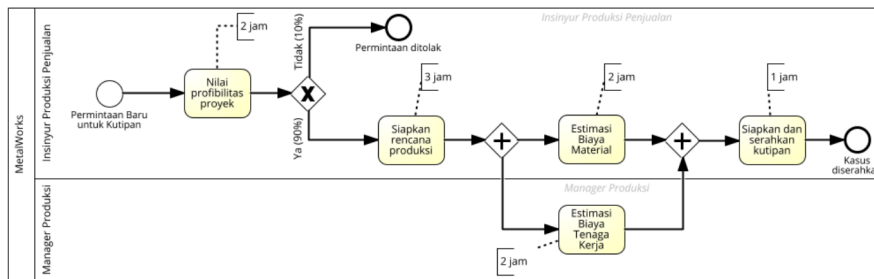 MetalWorks
Insinyur Produksi Penjualan
Insinyur Produksi Penjualan
Permintaan Baru
untuk Kutipan
2 jam
Nilai
profibilitas
proyek
Tidak (10%)
Permintaan ditolak
Ya (90%)
3 jam
Siapkan
rencana
produksi
2 jam
Estimasi
Biaya
Material
1 jam
Siapkan dan
serahkan
kutipan
Kasus
diserahka
Manager Produksi
Manager Produksi
Estimasi
Biaya
Tenaga
Kerja
2 jam